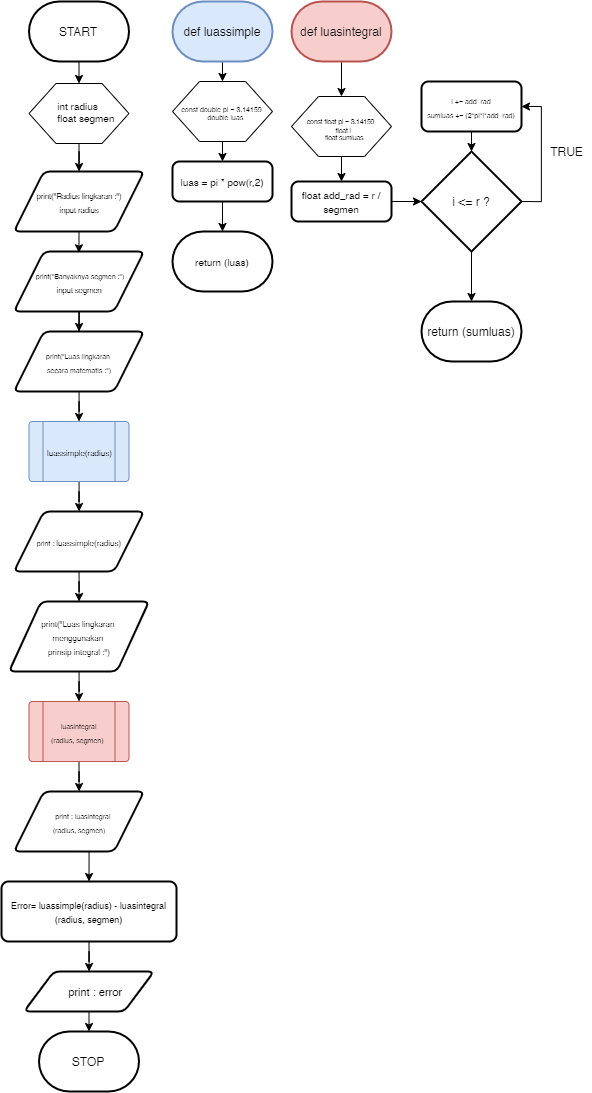 START
int radius
float segmen
print("Radius lingkaran :")
input radius
print("Banyaknya segmen :")
input segmen
print("Luas lingkaran
secara matematis :")
luassimple(radius)
print : luassimple(radius)
print("Luas lingkaran
menggunakan
prinsip integral :")
luasintegral
(radius, segmen)
print : luasintegral
(radius, segmen)
Error= luassimple(radius) - luasintegral
(radius, segmen)
print : error
STOP
def luassimple
const double pi = 3.14159
double luas
luas = pi * pow(r,2)
return (luas)
def luasintegral
const float pi = 3.14159
float i
float sumluas
float add_rad = r /
segmen
i += add_rad
sumluas += (2*pi*i*add_rad)
TRUE
i <= r ?
return (sumluas)